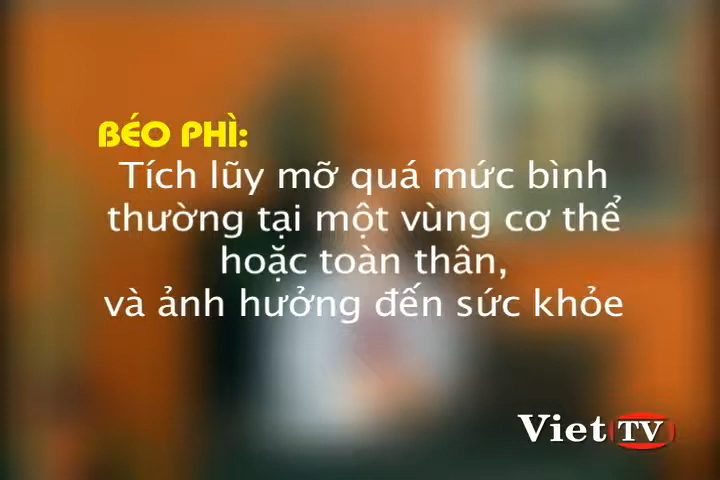 BÉO PHÌ:
Tích lũy mỡ quá mức bình
thường tại một vùng cơ thể
hoặc toàn thân,
và ảnh hưởng đến sức khỏe
Viet TV